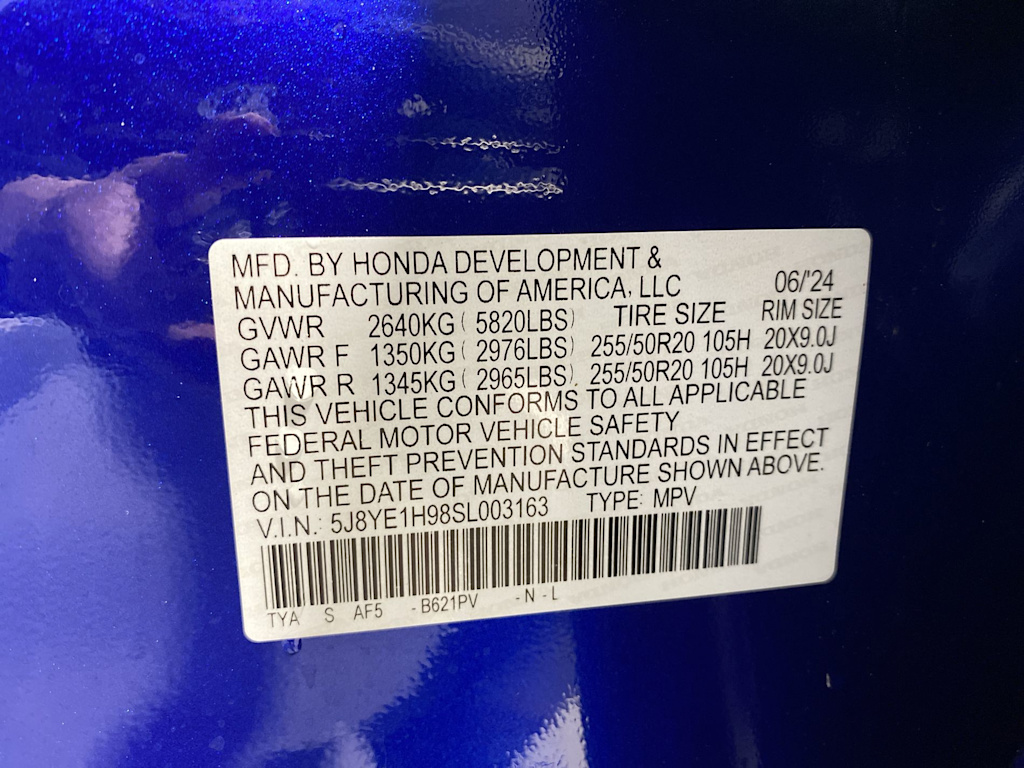 MFD. BY HONDA DEVELOPMENT &
MANUFACTURING OF AMERICA, LLC 06/'24
GVWR 2640KG ( 5820LBS) TIRE SIZE RIM SIZE
GAWR F 1350KG ( 2976LBS) 255/50R20 105H 20X9.0J
GAWR R 1345KG ( 2965LBS) 255/50R20 105H 20X9.0J
THIS VEHICLE CONFORMS TO ALL APPLICABLE
FEDERAL MOTOR VEHICLE SAFETY
AND THEFT PREVENTION STANDARDS IN EFFECT
ON THE DATE OF MANUFACTURE SHOWN ABOVE.
V.I.N.: 5J8YE1H98SL003163 TYPE: MPV
TYA S AF5 -B621PV -N-L